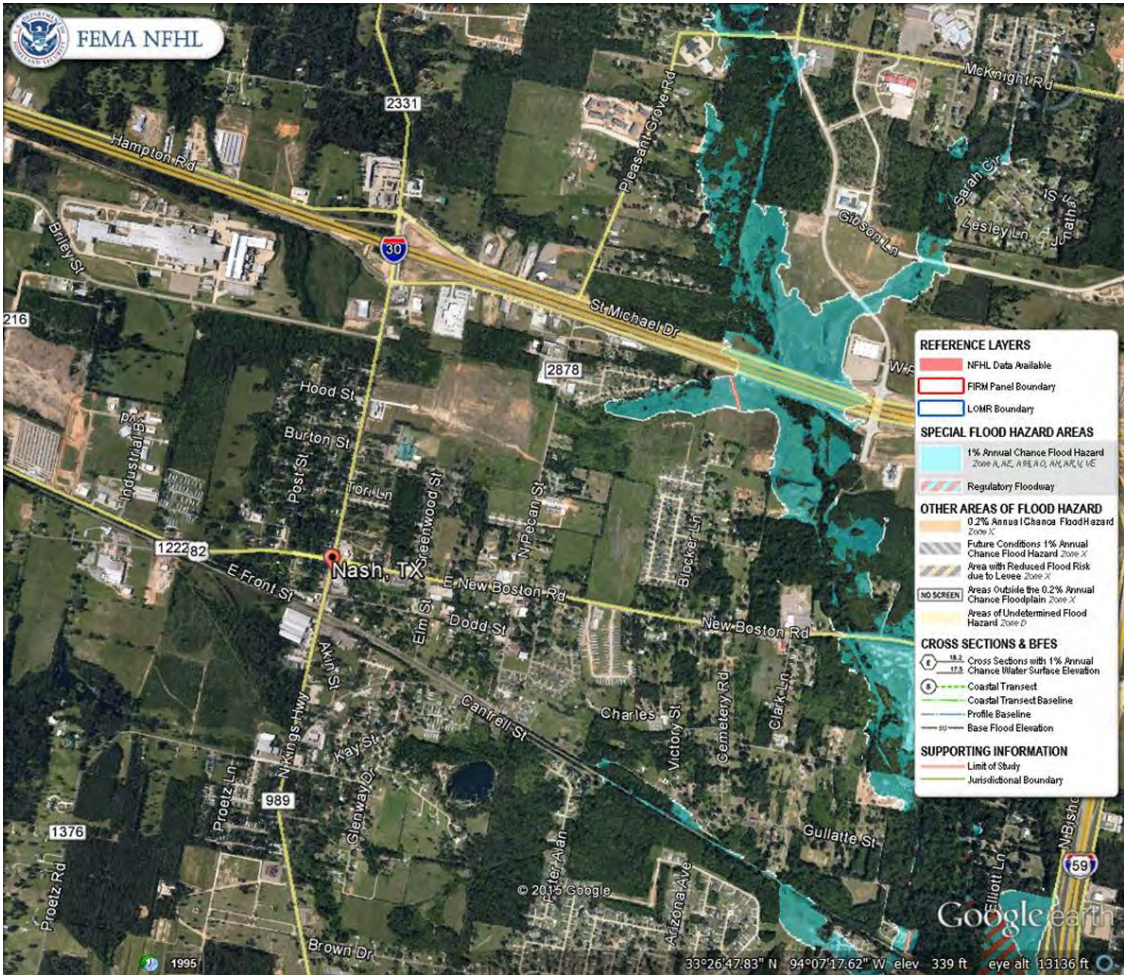 FEMA NFHL
2331
McKnight Rd
Pleasant Grove Rd
Hampton Rd
Sarah Cir
Lesley Ln
Gibson Ln
Briley St
30
St Michael Dr
216
2878
Hood St
Burton St
Post St
Tori Ln
Greenwood St
N Pecan St
Blocker Ln
1222
82
Nash, TX
E Front St
E New Boston Rd
New Boston Rd
Elm St
Dodd St
Akin St
N Kings Hwy
Cantrell St
Charles
Victory St
Cemetery Rd
Clark Ln
Kay St
Glenway Dr
Proetz Ln
989
1376
Proetz Rd
Gullatte St
Arizona Ave
Elliott Ln
59
Brown Dr
© 2015 Google
Google earth
1995
33°26'47.83" N 94°07'17.62" W elev 339 ft eye alt 13136 ft
REFERENCE LAYERS
NFHL Data Available
FIRM Panel Boundary
LOMR Boundary
SPECIAL FLOOD HAZARD AREAS
1% Annual Chance Flood Hazard
Zone A, AE, A99, AO, AH, AR, V, VE
Regulatory Floodway
OTHER AREAS OF FLOOD HAZARD
0.2% Annual Chance Flood Hazard
Zone X
Future Conditions 1% Annual
Chance Flood Hazard Zone X
Area with Reduced Flood Risk
due to Levee Zone X
NO SCREEN
Areas Outside the 0.2% Annual
Chance Floodplain Zone X
Areas of Undetermined Flood
Hazard Zone D
CROSS SECTIONS & BFES
E 18.2 Cross Sections with 1% Annual
17.5 Chance Water Surface Elevation
8 Coastal Transect
Coastal Transect Baseline
Profile Baseline
Base Flood Elevation
SUPPORTING INFORMATION
Limit of Study
Jurisdictional Boundary